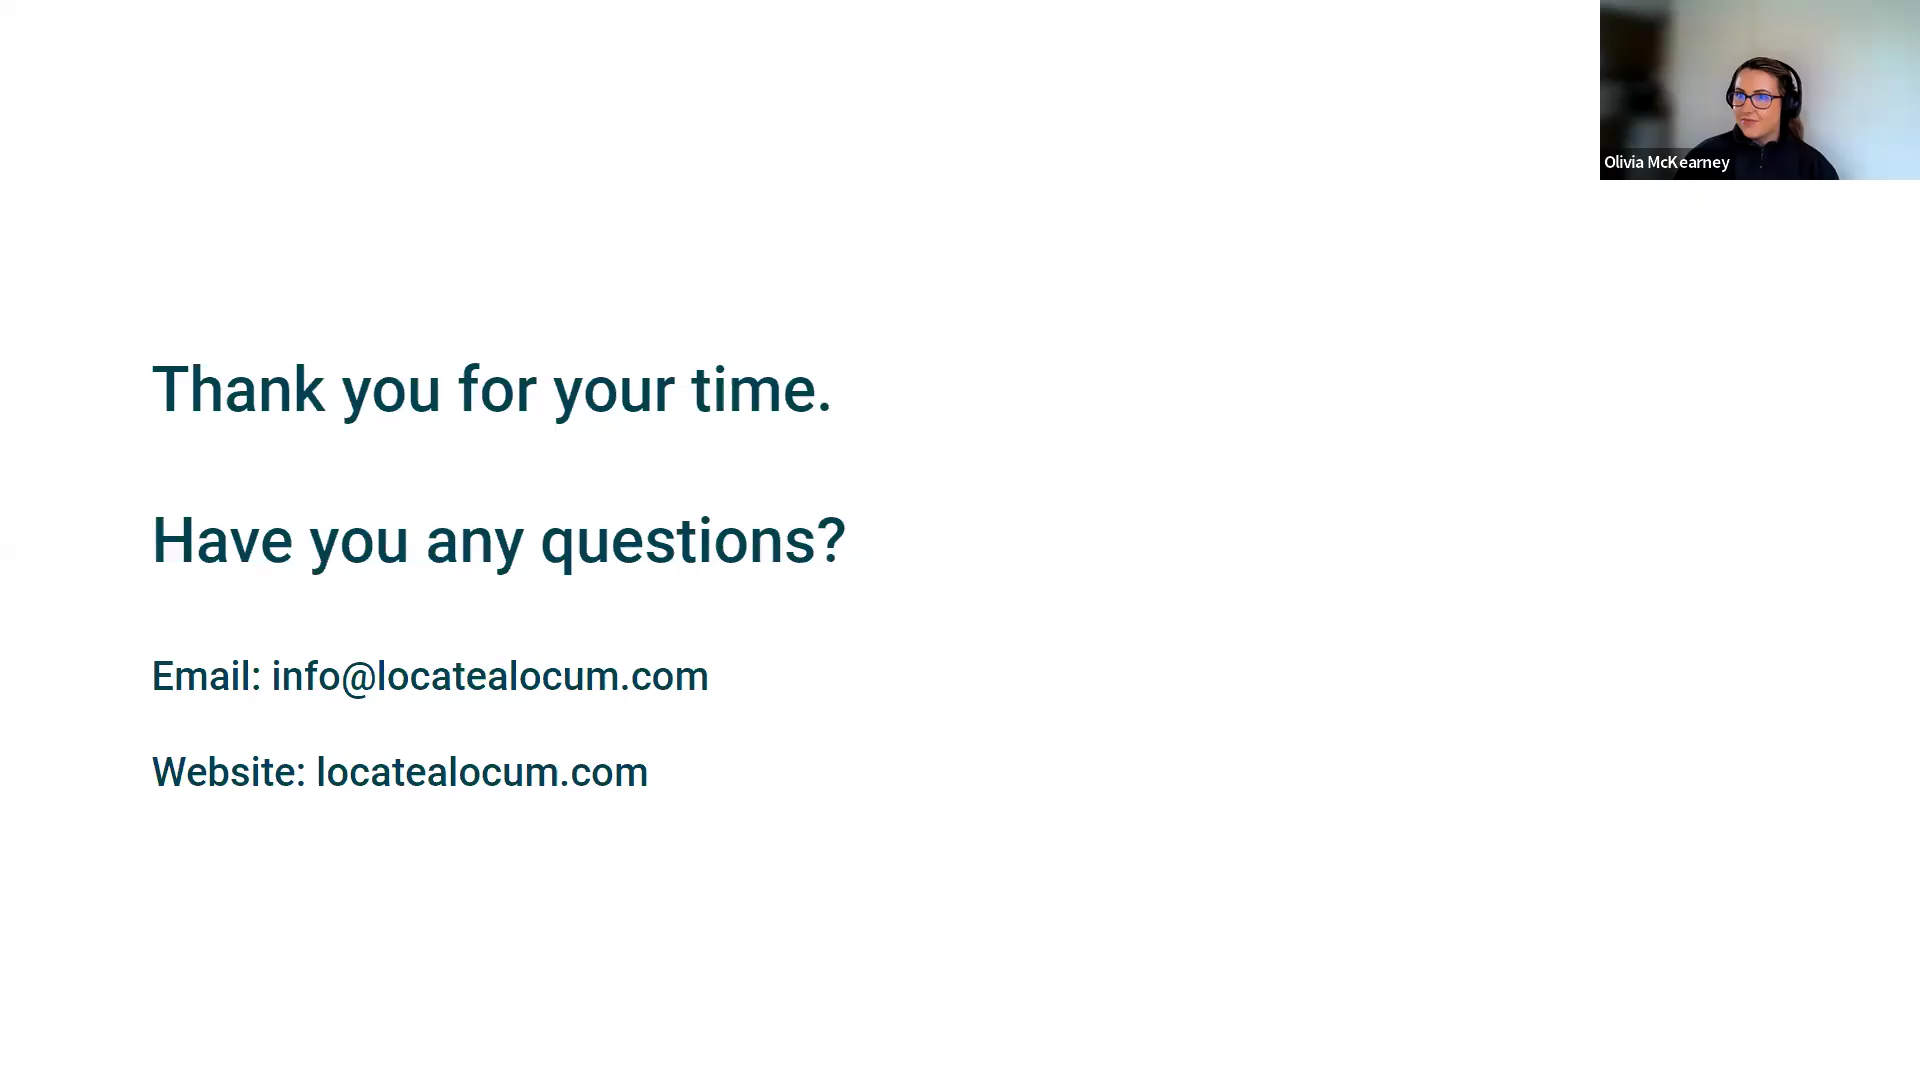 Olivia McKearney
Thank you for your time.
Have you any questions?
Email: info@locatealocum.com
Website: locatealocum.com